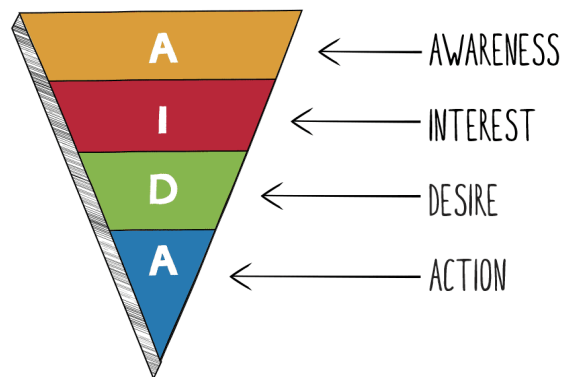 A AWARENESS
I INTEREST
D DESIRE
A ACTION